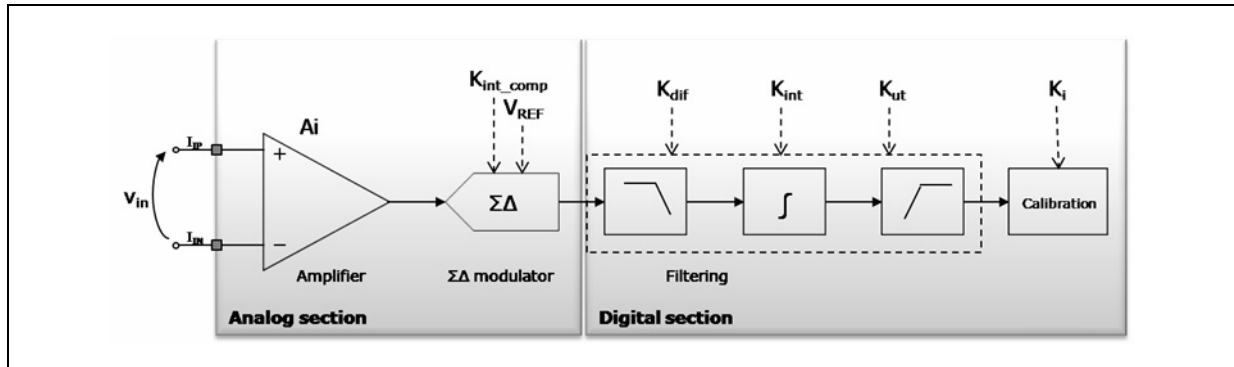 K_int_comp
V_REF
K_dif
K_int
K_ut
K_i
Ai
I_IP
+
V_in
ΣΔ
∫
Calibration
I_IN
−
Amplifier
ΣΔ modulator
Filtering
Analog section
Digital section